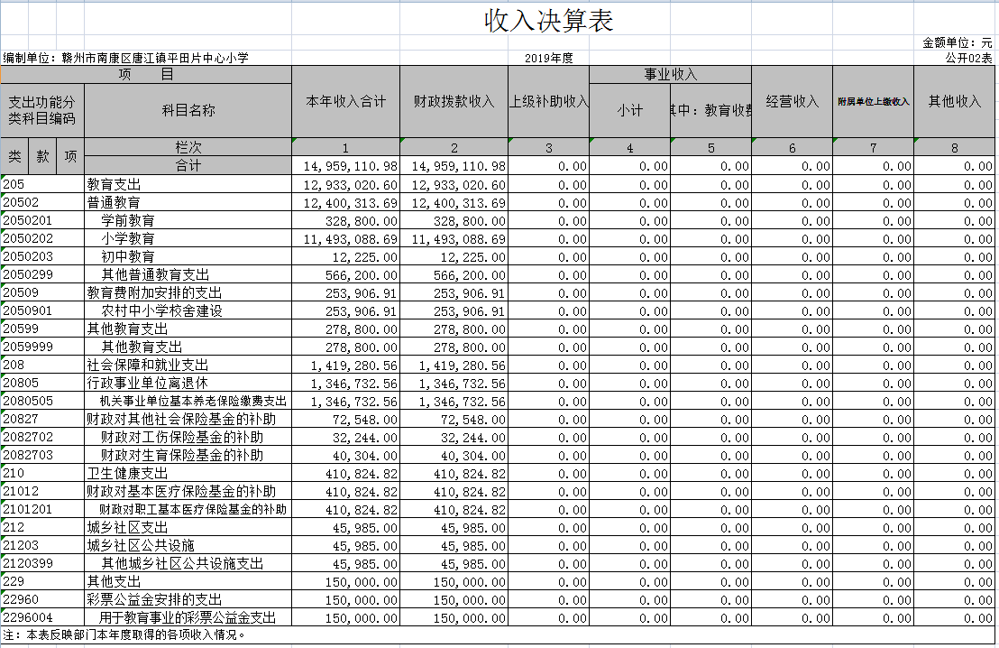 收入决算表
金额单位：元
编制单位：赣州市南康区唐江镇平田片中心小学 2019年度 公开02表
项 目 本年收入合计 财政拨款收入 上级补助收入 事业收入 经营收入 附属单位上缴收入 其他收入
支出功能分类科目编码 科目名称 小计 其中：教育收费
类 款 项 栏次 1 2 3 4 5 6 7 8
合计 14,959,110.98 14,959,110.98 0.00 0.00 0.00 0.00 0.00 0.00
205 教育支出 12,933,020.60 12,933,020.60 0.00 0.00 0.00 0.00 0.00 0.00
20502 普通教育 12,400,313.69 12,400,313.69 0.00 0.00 0.00 0.00 0.00 0.00
2050201 学前教育 328,800.00 328,800.00 0.00 0.00 0.00 0.00 0.00 0.00
2050202 小学教育 11,493,088.69 11,493,088.69 0.00 0.00 0.00 0.00 0.00 0.00
2050203 初中教育 12,225.00 12,225.00 0.00 0.00 0.00 0.00 0.00 0.00
2050299 其他普通教育支出 566,200.00 566,200.00 0.00 0.00 0.00 0.00 0.00 0.00
20509 教育费附加安排的支出 253,906.91 253,906.91 0.00 0.00 0.00 0.00 0.00 0.00
2050901 农村中小学校舍建设 253,906.91 253,906.91 0.00 0.00 0.00 0.00 0.00 0.00
20599 其他教育支出 278,800.00 278,800.00 0.00 0.00 0.00 0.00 0.00 0.00
2059999 其他教育支出 278,800.00 278,800.00 0.00 0.00 0.00 0.00 0.00 0.00
208 社会保障和就业支出 1,419,280.56 1,419,280.56 0.00 0.00 0.00 0.00 0.00 0.00
20805 行政事业单位离退休 1,346,732.56 1,346,732.56 0.00 0.00 0.00 0.00 0.00 0.00
2080505 机关事业单位基本养老保险缴费支出 1,346,732.56 1,346,732.56 0.00 0.00 0.00 0.00 0.00 0.00
20827 财政对其他社会保险基金的补助 72,548.00 72,548.00 0.00 0.00 0.00 0.00 0.00 0.00
2082702 财政对工伤保险基金的补助 32,244.00 32,244.00 0.00 0.00 0.00 0.00 0.00 0.00
2082703 财政对生育保险基金的补助 40,304.00 40,304.00 0.00 0.00 0.00 0.00 0.00 0.00
210 卫生健康支出 410,824.82 410,824.82 0.00 0.00 0.00 0.00 0.00 0.00
21012 财政对基本医疗保险基金的补助 410,824.82 410,824.82 0.00 0.00 0.00 0.00 0.00 0.00
2101201 财政对职工基本医疗保险基金的补助 410,824.82 410,824.82 0.00 0.00 0.00 0.00 0.00 0.00
212 城乡社区支出 45,985.00 45,985.00 0.00 0.00 0.00 0.00 0.00 0.00
21203 城乡社区公共设施 45,985.00 45,985.00 0.00 0.00 0.00 0.00 0.00 0.00
2120399 其他城乡社区公共设施支出 45,985.00 45,985.00 0.00 0.00 0.00 0.00 0.00 0.00
229 其他支出 150,000.00 150,000.00 0.00 0.00 0.00 0.00 0.00 0.00
22960 彩票公益金安排的支出 150,000.00 150,000.00 0.00 0.00 0.00 0.00 0.00 0.00
2296004 用于教育事业的彩票公益金支出 150,000.00 150,000.00 0.00 0.00 0.00 0.00 0.00 0.00
注：本表反映部门本年度取得的各项收入情况。